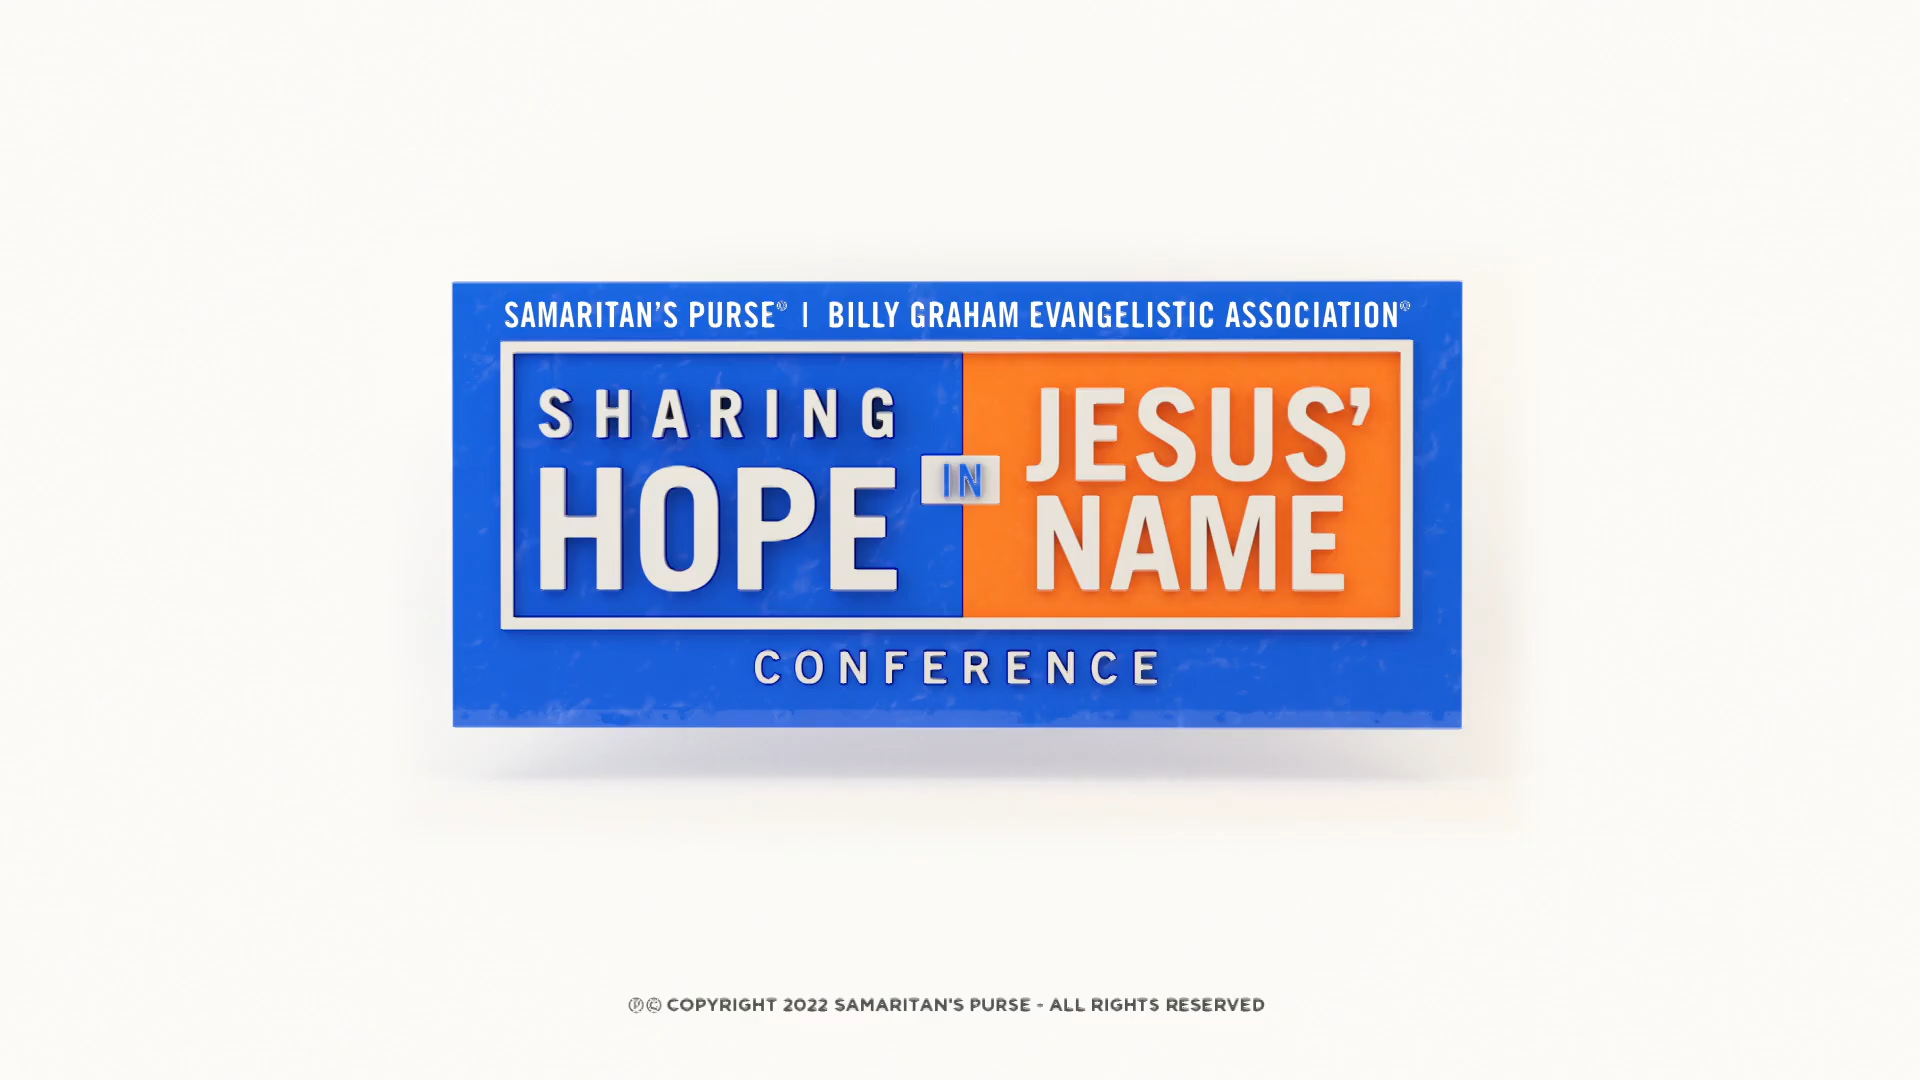 SAMARITAN'S PURSE® | BILLY GRAHAM EVANGELISTIC ASSOCIATION®
SHARING
HOPE
IN
JESUS'
NAME
CONFERENCE
℗© COPYRIGHT 2022 SAMARITAN'S PURSE - ALL RIGHTS RESERVED